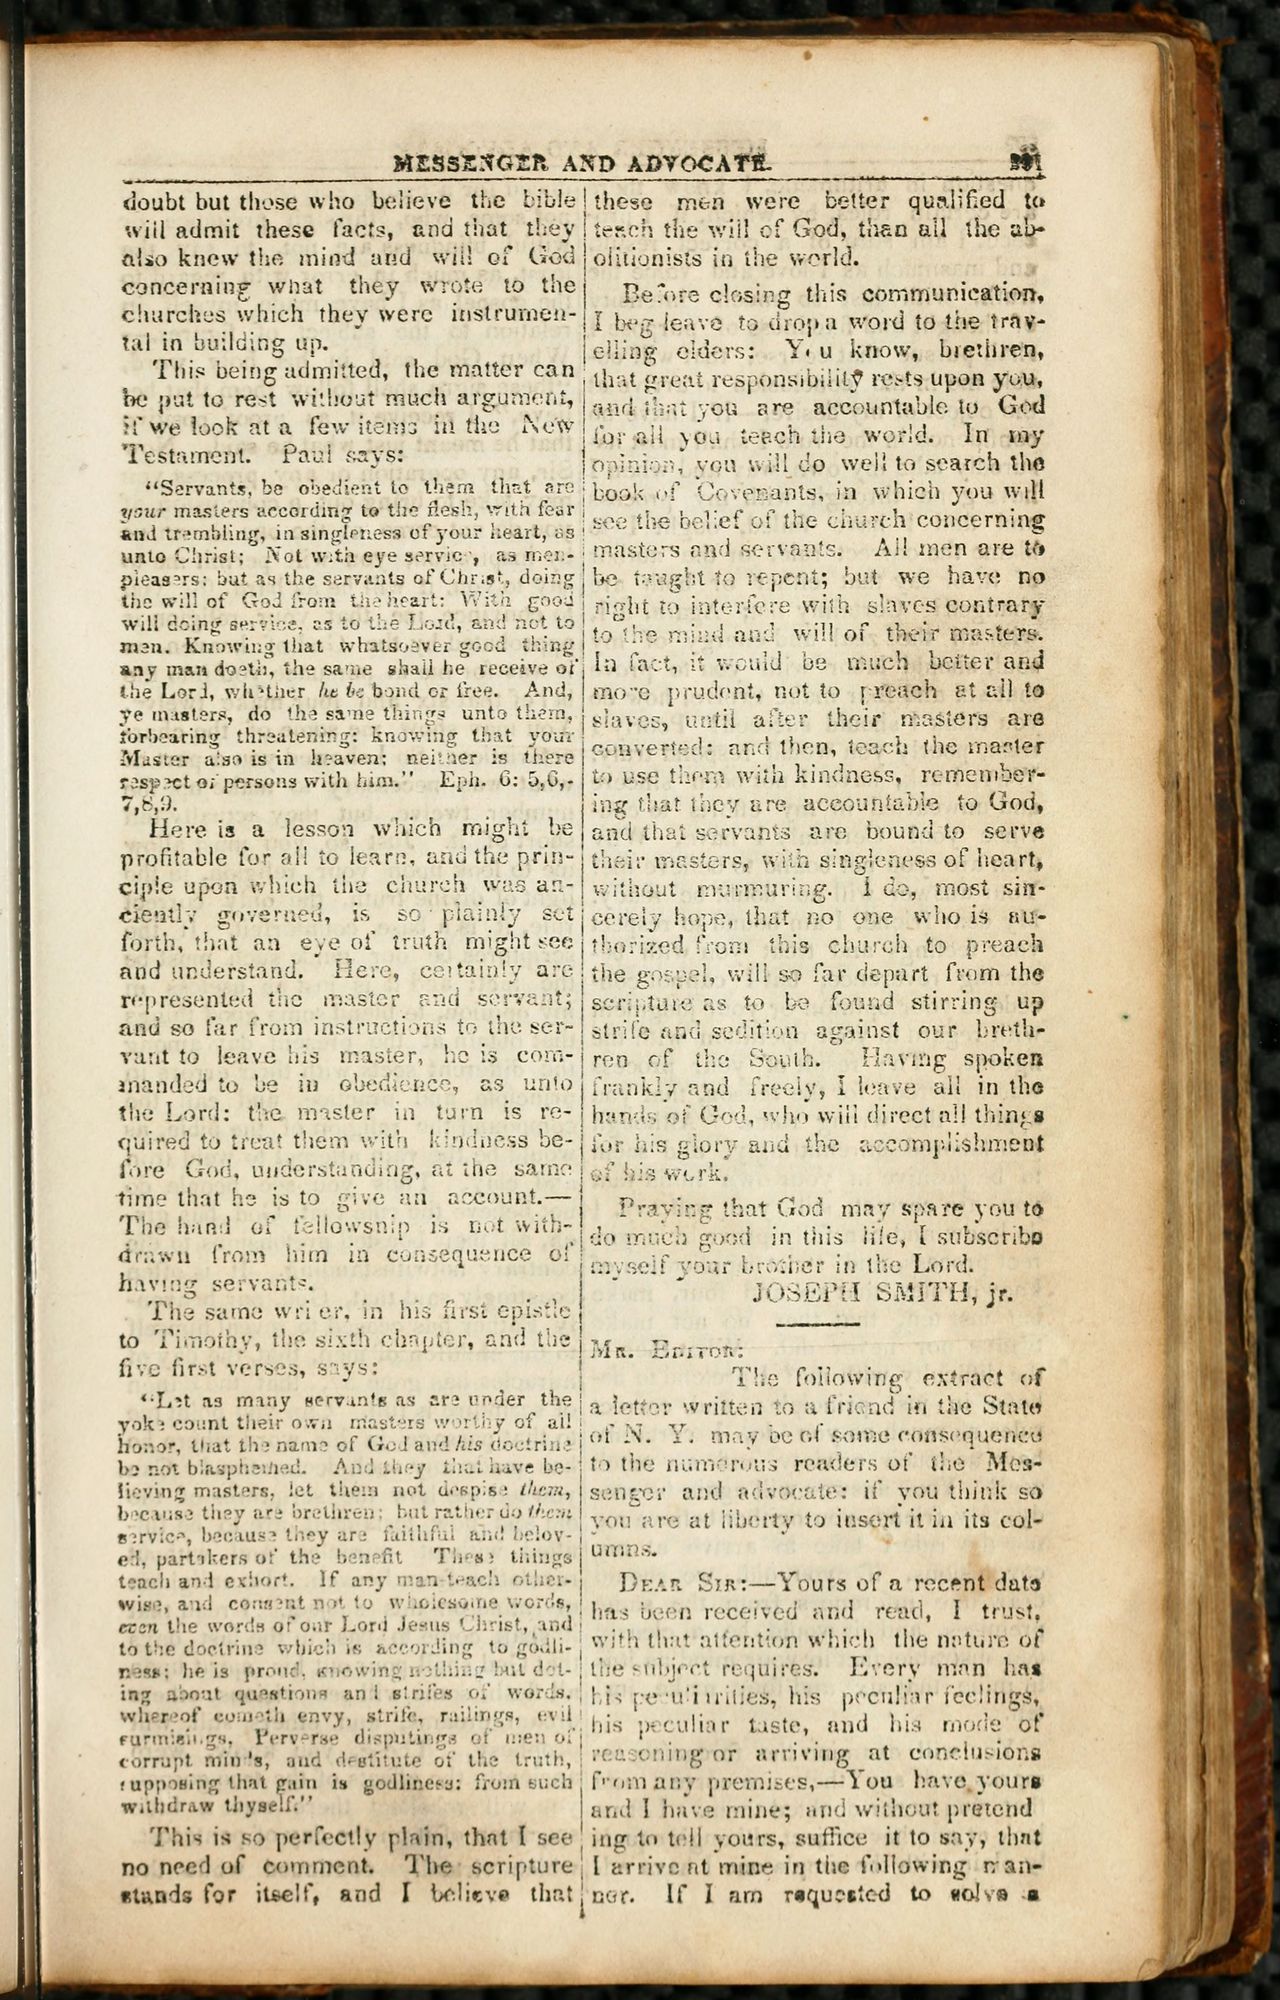 MESSENGER AND ADVOCATE. 291
doubt but those who believe the bible
will admit these facts, and that they
also knew the mind and will of God
concerning what they wrote to the
churches which they were instrumen-
tal in building up.
This being admitted, the matter can
be put to rest without much argument,
if we look at a few items in the New
Testament. Paul says:
“Servants, be obedient to them that are
your masters according to the flesh, with fear
and trembling, in singleness of your heart, as
unto Christ; Not with eye service, as men-
pleasers; but as the servants of Christ, doing
the will of God from the heart: With good
will doing service, as to the Lord, and not to
men. Knowing that whatsoever good thing
any man doeth, the same shall he receive of
the Lord, whether he be bond or free. And,
ye masters, do the same things unto them,
forbearing threatening: knowing that your
Master also is in heaven; neither is there
respect of persons with him.” Eph. 6: 5,6,-
7,8,9.
Here is a lesson which might be
profitable for all to learn, and the prin-
ciple upon which the church was an-
ciently governed, is so plainly set
forth, that an eye of truth might see
and understand. Here, certainly are
represented the master and servant;
and so far from instructions to the ser-
vant to leave his master, he is com-
manded to be in obedience, as unto
the Lord: the master in turn is re-
quired to treat them with kindness be-
fore God, understanding, at the same
time that he is to give an account.—
The hand of fellowship is not with-
drawn from him in consequence of
having servants.
The same wri er, in his first epistle
to Timothy, the sixth chapter, and the
five first verses, says:
“Let as many servants as are under the
yoke count their own masters worthy of all
honor, that the name of God and his doctrine
be not blasphemed. And they that have be-
lieving masters, let them not despise them,
because they are brethren; but rather do them
service, because they are faithful and belov-
ed, partakers of the benefit These things
teach and exhort. If any man teach other-
wise, and consent not to wholesome words,
even the words of our Lord Jesus Christ, and
to the doctrine which is according to godli-
ness; he is proud, knowing nothing but dot-
ing about questions and strifes of words,
whereof cometh envy, strife, railings, evil
surmisings, Perverse disputings of men of
corrupt minds, and destitute of the truth,
supposing that gain is godliness: from such
withdraw thyself.”
This is so perfectly plain, that I see
no need of comment. The scripture
stands for itself, and I believe that
these men were better qualified to
teach the will of God, than all the ab-
olitionists in the world.
Before closing this communication,
I beg leave to drop a word to the trav-
elling elders: You know, brethren,
that great responsibility rests upon you,
and that you are accountable to God
for all you teach the world. In my
opinion, you will do well to search the
book of Covenants, in which you will
see the belief of the church concerning
masters and servants. All men are to
be taught to repent; but we have no
right to interfere with slaves contrary
to the mind and will of their masters.
In fact, it would be much better and
more prudent, not to preach at all to
slaves, until after their masters are
converted: and then, teach the master
to use them with kindness, remember-
ing that they are accountable to God,
and that servants are bound to serve
their masters, with singleness of heart,
without murmuring. I do, most sin-
cerely hope, that no one who is au-
thorized from this church to preach
the gospel, will so far depart from the
scripture as to be found stirring up
strife and sedition against our breth-
ren of the South. Having spoken
frankly and freely, I leave all in the
hands of God, who will direct all things
for his glory and the accomplishment
of his work.
Praying that God may spare you to
do much good in this life, I subscribe
myself your brother in the Lord.
JOSEPH SMITH, jr.
Mr. Editor:
The following extract of
a letter written to a friend in the State
of N. Y. may be of some consequence
to the numerous readers of the Mes-
senger and advocate: if you think so
you are at liberty to insert it in its col-
umns.
Dear Sir:—Yours of a recent date
has been received and read, I trust,
with that attention which the nature of
the subject requires. Every man has
his peculiarities, his peculiar feelings,
his peculiar taste, and his mode of
reasoning or arriving at conclusions
from any premises,—You have yours
and I have mine; and without pretend
ing to tell yours, suffice it to say, that
I arrive at mine in the following man-
ner. If I am requested to solve a